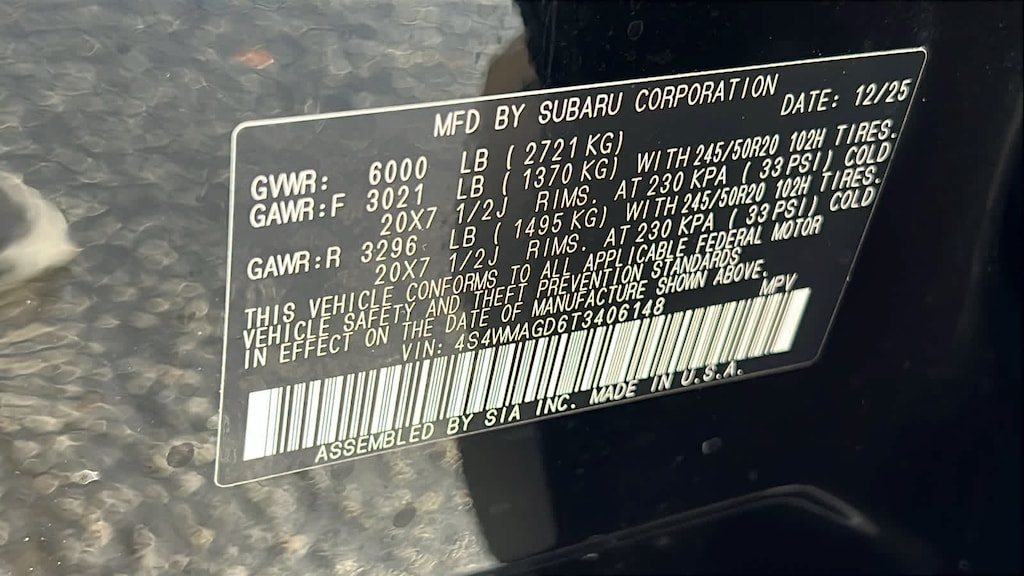 MFD BY SUBARU CORPORATION DATE: 12/25
GVWR: 6000 LB ( 2721 KG)
GAWR:F 3021 LB ( 1370 KG) WITH 245/50R20 102H TIRES.
20X7 1/2J RIMS. AT 230 KPA ( 33 PSI) COLD
GAWR:R 3296 LB ( 1495 KG) WITH 245/50R20 102H TIRES.
20X7 1/2J RIMS. AT 230 KPA ( 33 PSI) COLD
THIS VEHICLE CONFORMS TO ALL APPLICABLE FEDERAL MOTOR
VEHICLE SAFETY AND THEFT PREVENTION STANDARDS
IN EFFECT ON THE DATE OF MANUFACTURE SHOWN ABOVE.
VIN: 4S4WMAGD6T3406148 MPV
ASSEMBLED BY SIA INC. MADE IN U.S.A.